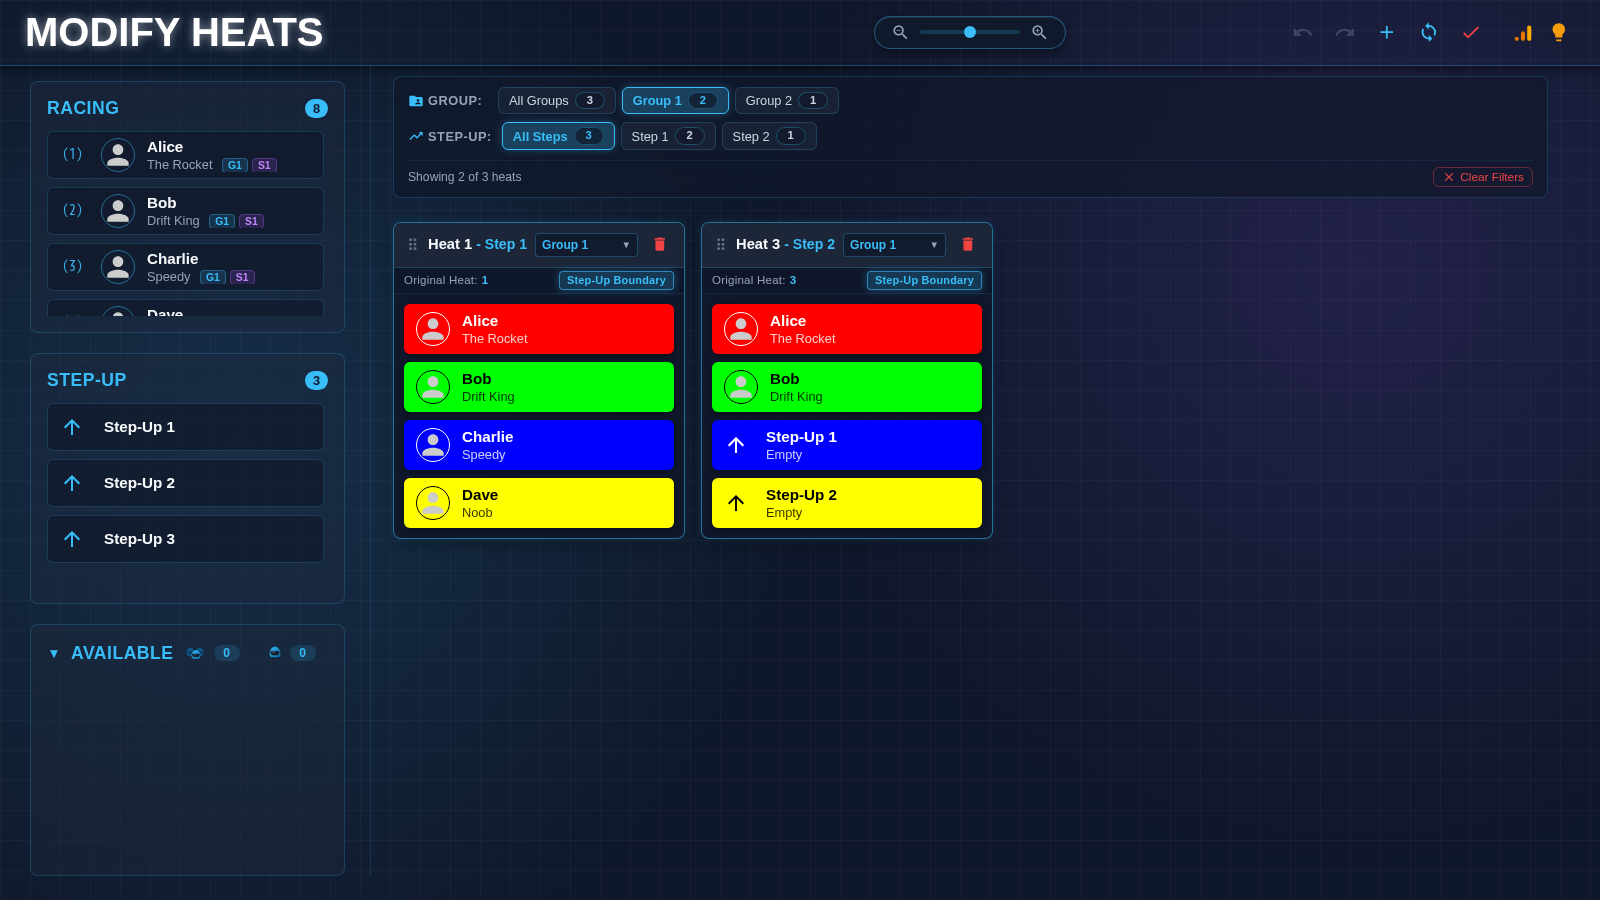 MODIFY HEATS
RACING 8
(1) Alice
The Rocket G1 S1
(2) Bob
Drift King G1 S1
(3) Charlie
Speedy G1 S1
Dave
STEP-UP 3
Step-Up 1
Step-Up 2
Step-Up 3
▼ AVAILABLE 0 0
GROUP: All Groups 3 Group 1 2 Group 2 1
STEP-UP: All Steps 3 Step 1 2 Step 2 1
Showing 2 of 3 heats Clear Filters
Heat 1 - Step 1 Group 1 ▼
Original Heat: 1 Step-Up Boundary
Alice
The Rocket
Bob
Drift King
Charlie
Speedy
Dave
Noob
Heat 3 - Step 2 Group 1 ▼
Original Heat: 3 Step-Up Boundary
Alice
The Rocket
Bob
Drift King
Step-Up 1
Empty
Step-Up 2
Empty